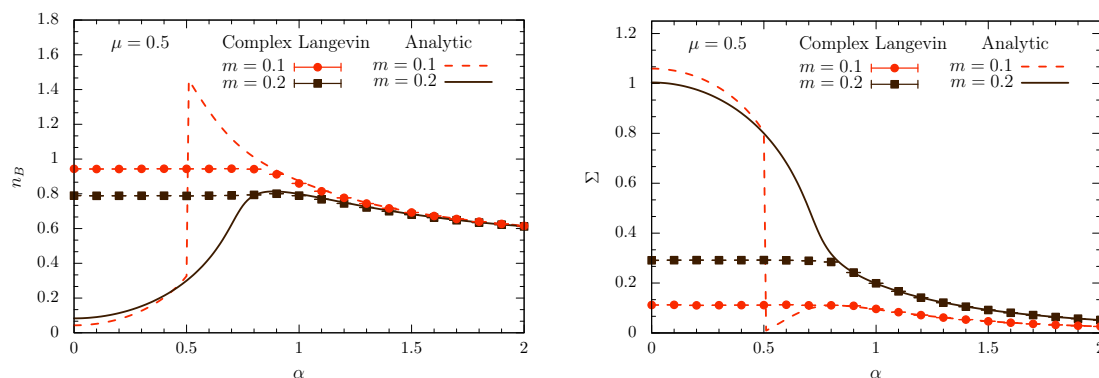 1.8
1.6
1.4
1.2
1
0.8
0.6
0.4
0.2
0
n_B
μ = 0.5
Complex Langevin Analytic
m = 0.1 m = 0.1
m = 0.2 m = 0.2
0 0.5 1 1.5 2
α
1.2
1
0.8
0.6
0.4
0.2
0
Σ
μ = 0.5
Complex Langevin Analytic
m = 0.1 m = 0.1
m = 0.2 m = 0.2
0 0.5 1 1.5 2
α